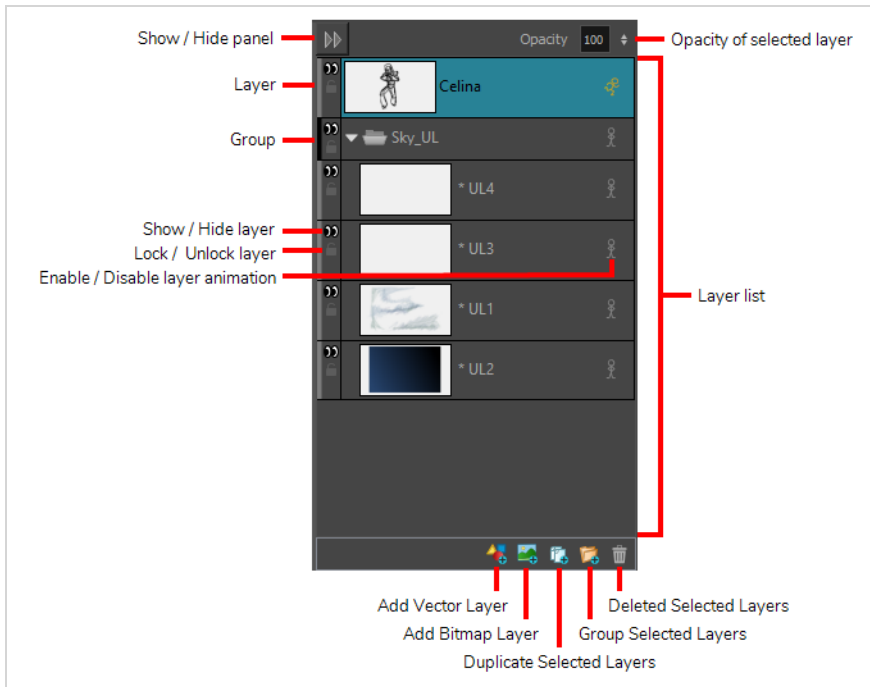 Show / Hide panel
Opacity 100
Opacity of selected layer
Layer
Celina
Group
Sky_UL
* UL4
Show / Hide layer
Lock / Unlock layer
* UL3
Enable / Disable layer animation
Layer list
* UL1
* UL2
Add Vector Layer
Deleted Selected Layers
Add Bitmap Layer
Group Selected Layers
Duplicate Selected Layers